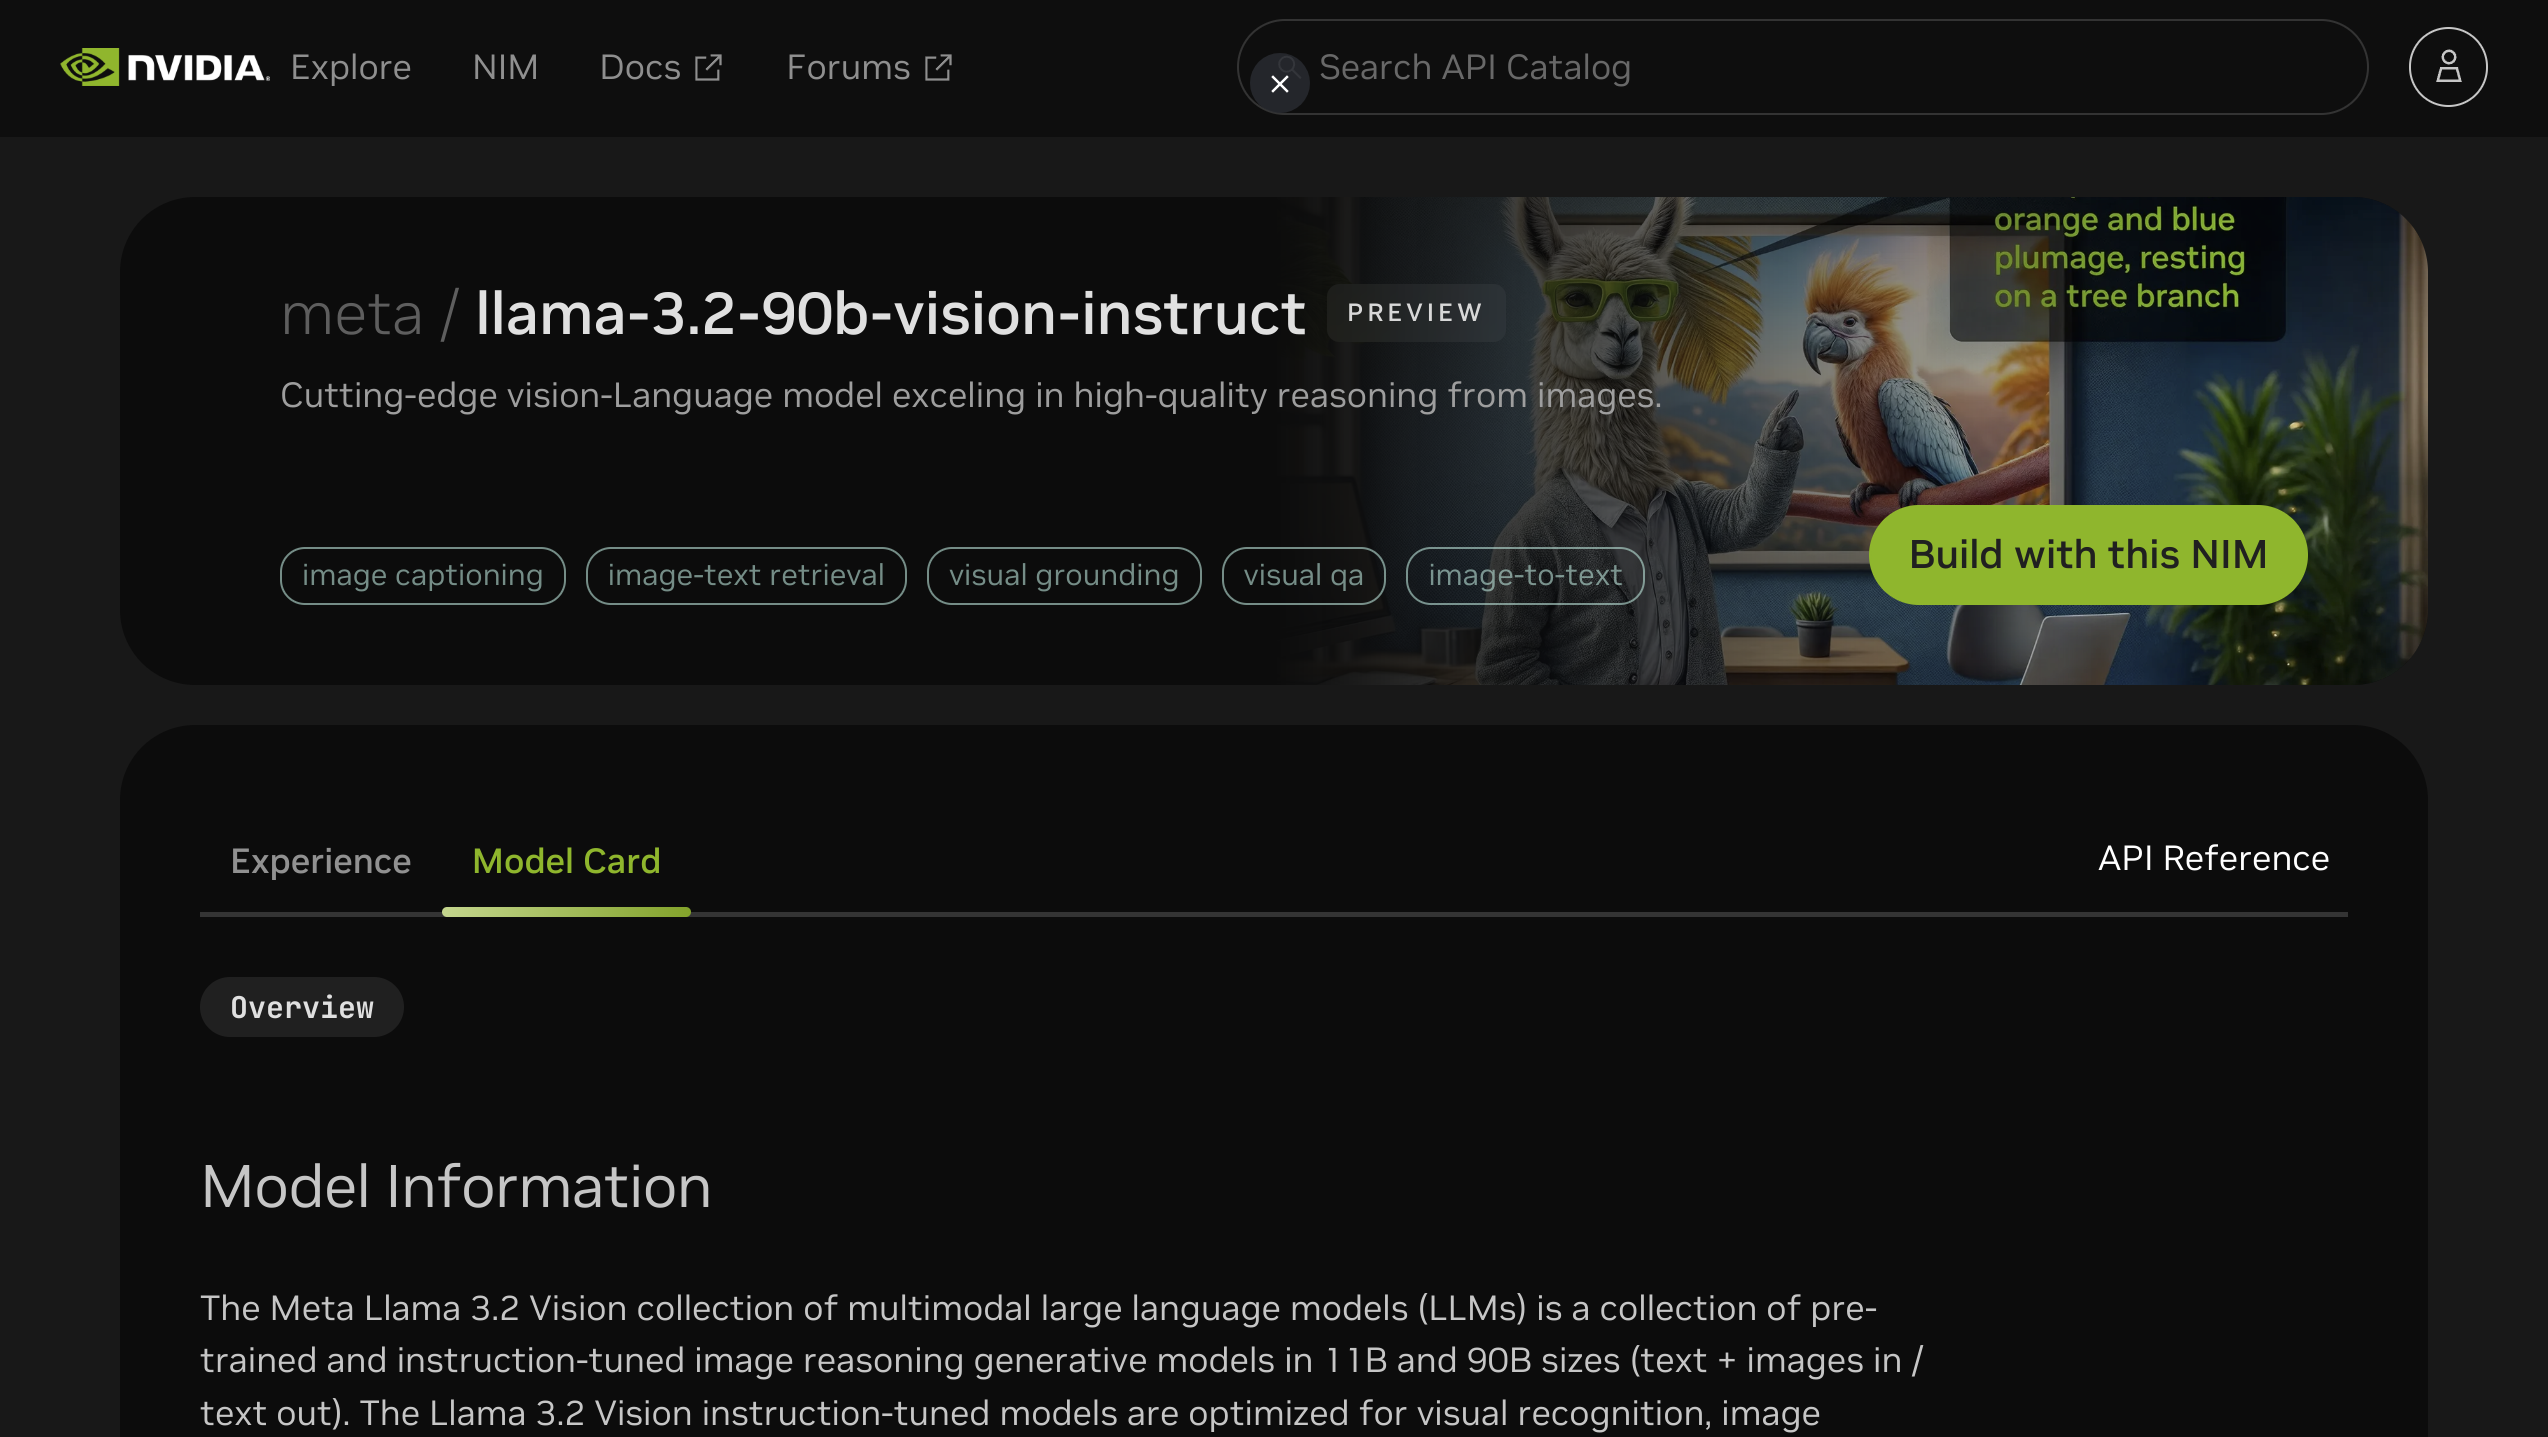 NVIDIA.
Explore
NIM
Docs
Forums
Search API Catalog
orange and blue
plumage, resting
on a tree branch
meta / llama-3.2-90b-vision-instruct
PREVIEW
Cutting-edge vision-Language model exceling in high-quality reasoning from images.
image captioning
image-text retrieval
visual grounding
visual qa
image-to-text
Build with this NIM
Experience
Model Card
API Reference
Overview
Model Information
The Meta Llama 3.2 Vision collection of multimodal large language models (LLMs) is a collection of pre-
trained and instruction-tuned image reasoning generative models in 11B and 90B sizes (text + images in /
text out). The Llama 3.2 Vision instruction-tuned models are optimized for visual recognition, image